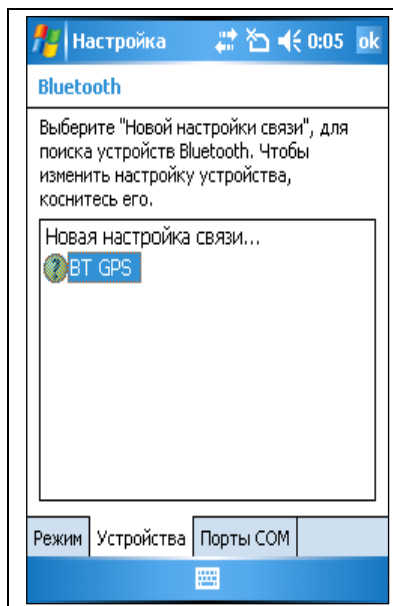 Настройка 0:05 ok
Bluetooth
Выберите "Новой настройки связи", для
поиска устройств Bluetooth. Чтобы
изменить настройку устройства,
коснитесь его.
Новая настройка связи...
BT GPS
Режим Устройства Порты COM